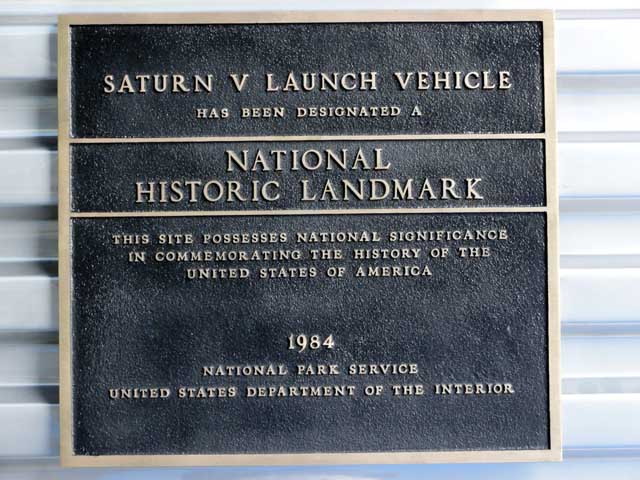 SATURN V LAUNCH VEHICLE
HAS BEEN DESIGNATED A
NATIONAL
HISTORIC LANDMARK
THIS SITE POSSESSES NATIONAL SIGNIFICANCE
IN COMMEMORATING THE HISTORY OF THE
UNITED STATES OF AMERICA
1984
NATIONAL PARK SERVICE
UNITED STATES DEPARTMENT OF THE INTERIOR